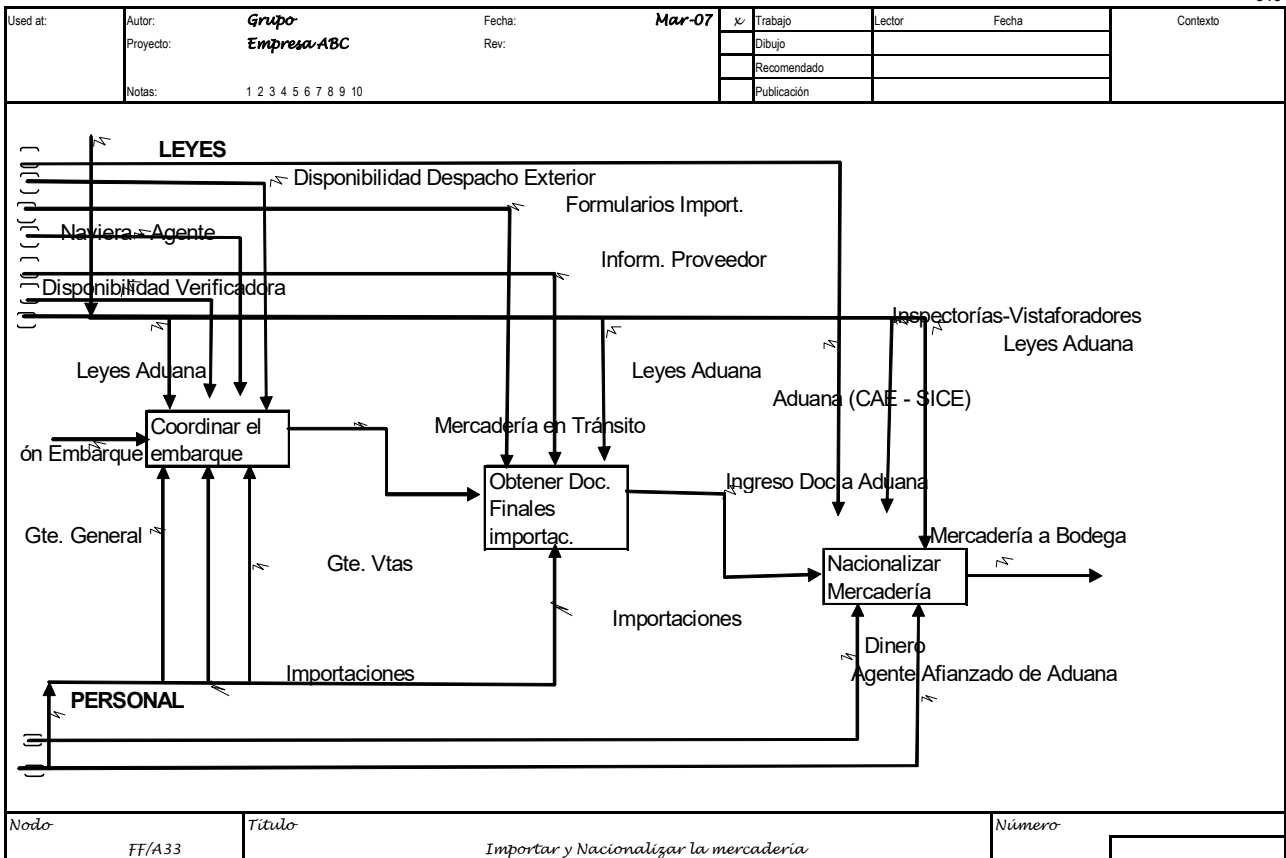 Used at:
Autor:
Grupo
Fecha:
Mar-07
x
Trabajo
Lector
Fecha
Contexto
Proyecto:
Empresa ABC
Rev:
Dibujo
Recomendado
Notas:
1 2 3 4 5 6 7 8 9 10
Publicación
LEYES
Disponibilidad Despacho Exterior
Formularios Import.
Naviera - Agente
Inform. Proveedor
Disponibilidad Verificadora
Inspectorías-Vistaforadores
Leyes Aduana
Leyes Aduana
Leyes Aduana
Aduana (CAE - SICE)
Coordinar el
embarque
Mercadería en Tránsito
ón Embarque
Obtener Doc.
Finales
importac.
Ingreso Doc a Aduana
Gte. General
Mercadería a Bodega
Gte. Vtas
Nacionalizar
Mercadería
Importaciones
Dinero
Importaciones
Agente Afianzado de Aduana
PERSONAL
Nodo
Título
Número
FF/A33
Importar y Nacionalizar la mercadería